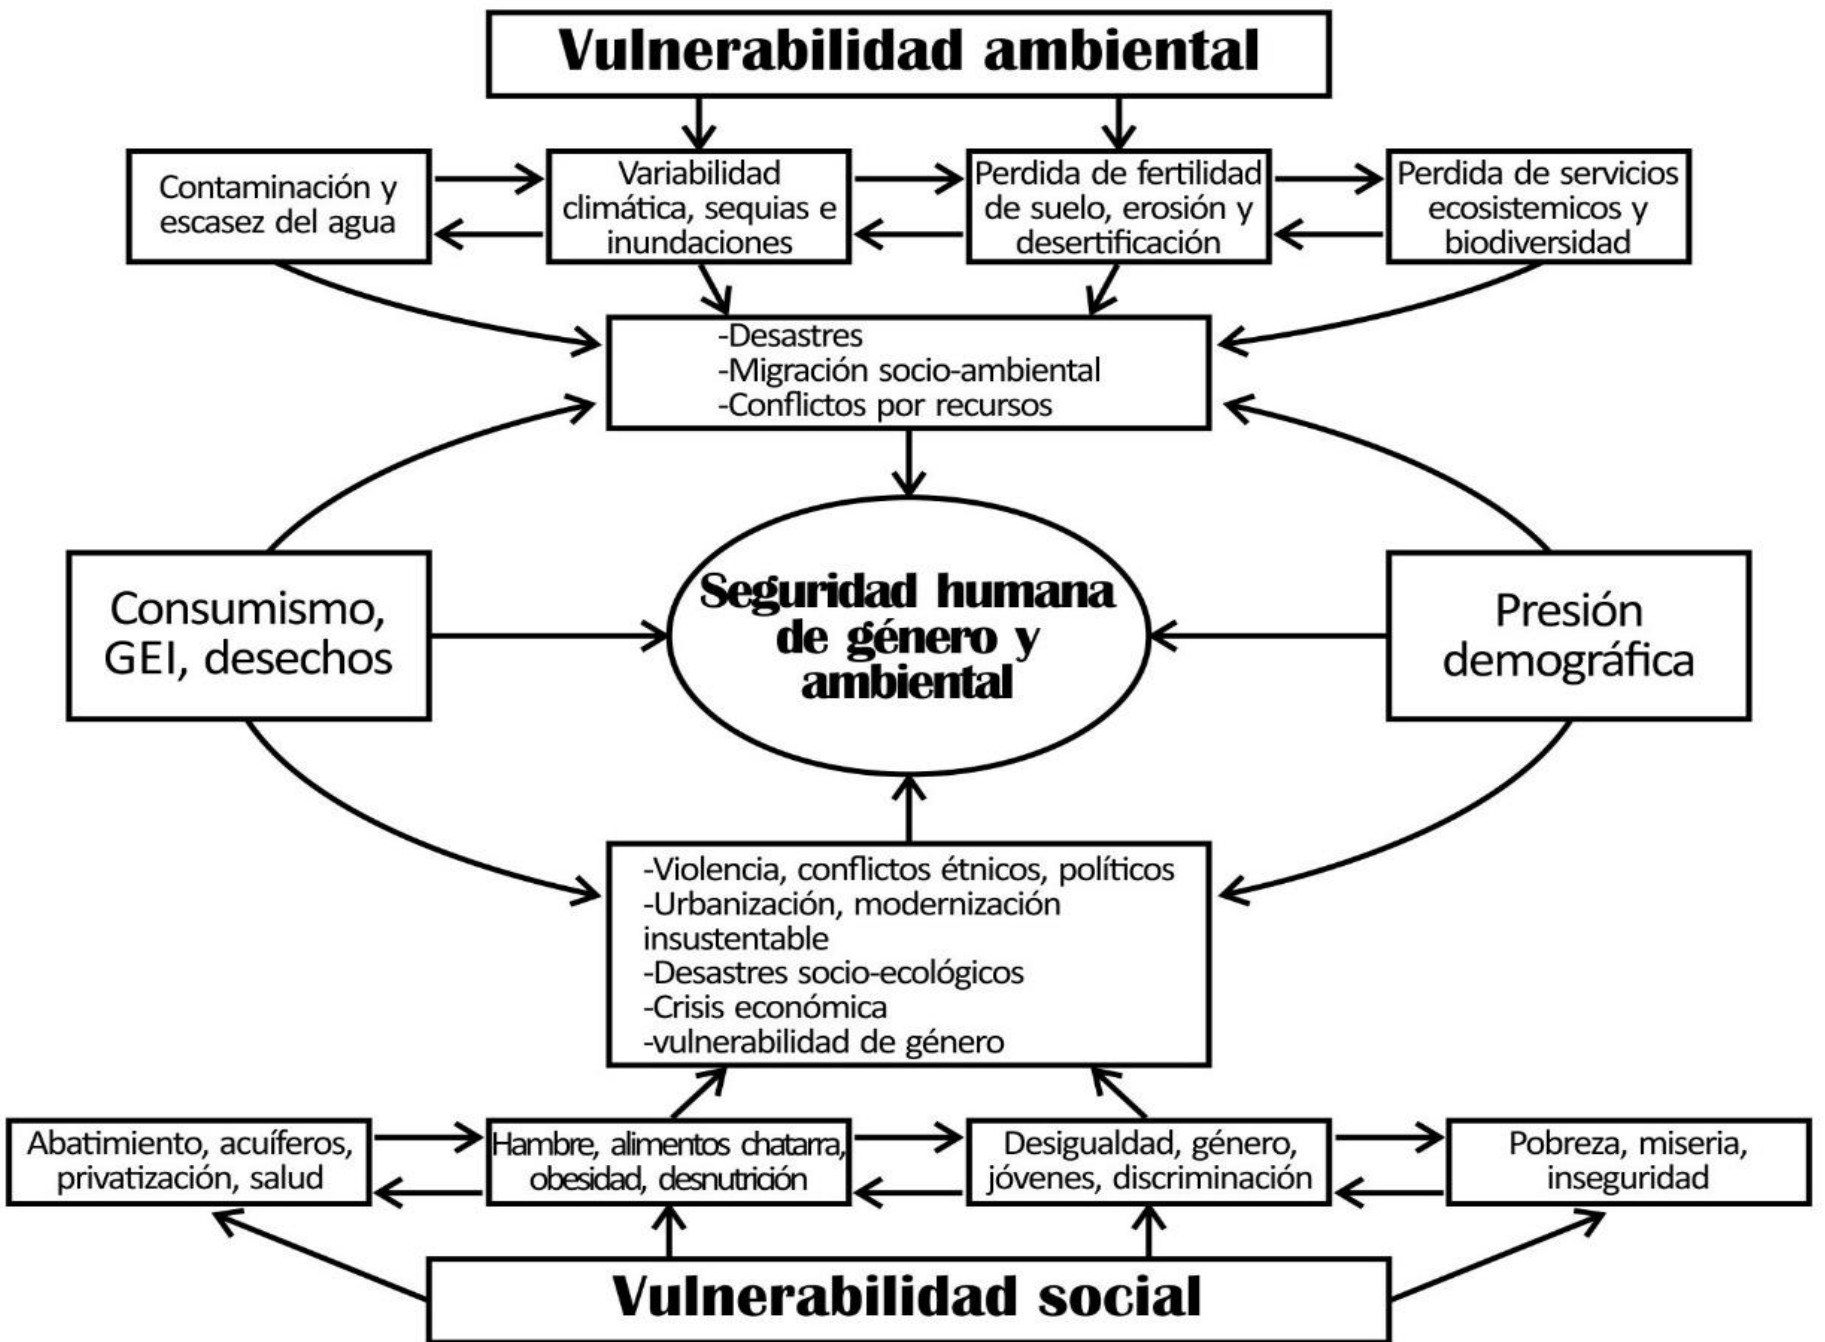 Vulnerabilidad ambiental
Contaminación y
escasez del agua
Variabilidad
climática, sequias e
inundaciones
Perdida de fertilidad
de suelo, erosión y
desertificación
Perdida de servicios
ecosistemicos y
biodiversidad
-Desastres
-Migración socio-ambiental
-Conflictos por recursos
Consumismo,
GEI, desechos
Seguridad humana
de género y
ambiental
Presión
demográfica
-Violencia, conflictos étnicos, políticos
-Urbanización, modernización
insustentable
-Desastres socio-ecológicos
-Crisis económica
-vulnerabilidad de género
Abatimiento, acuíferos,
privatización, salud
Hambre, alimentos chatarra,
obesidad, desnutrición
Desigualdad, género,
jóvenes, discriminación
Pobreza, miseria,
inseguridad
Vulnerabilidad social